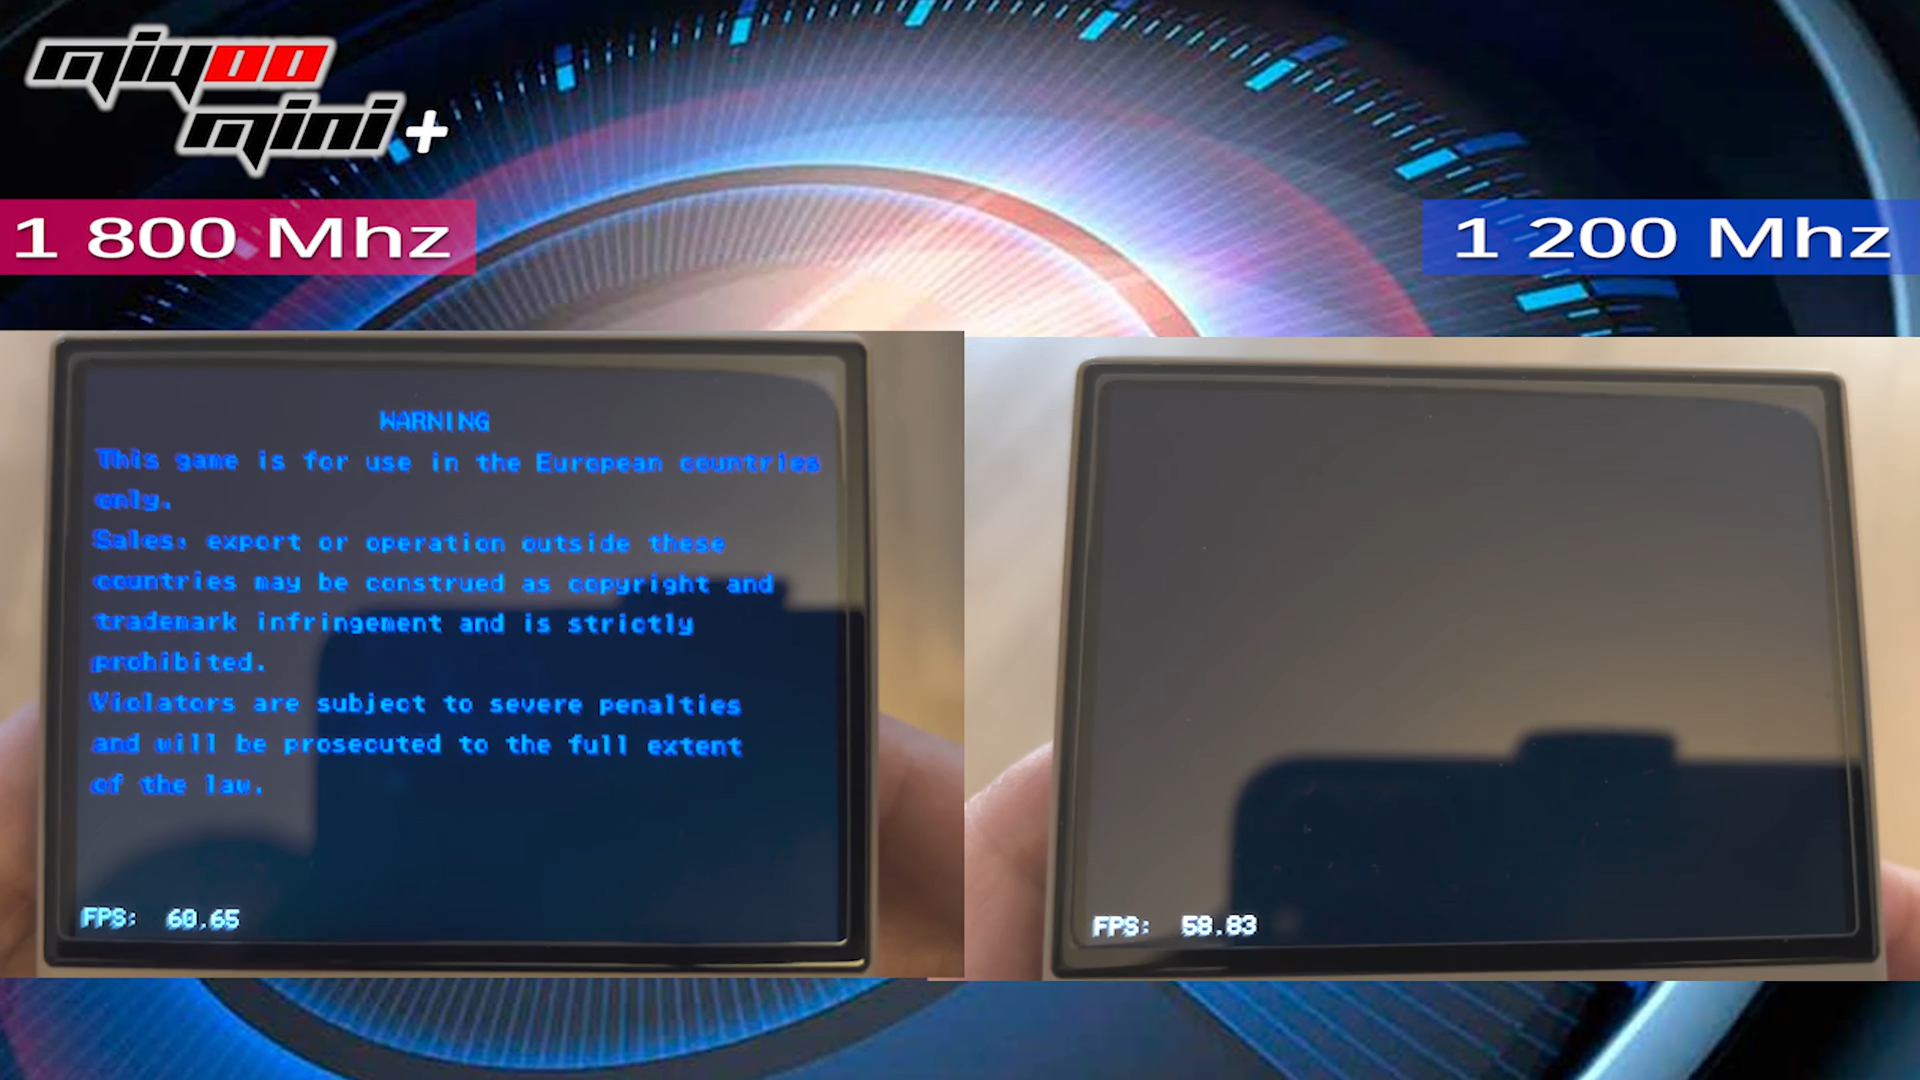 miyoo
mini+
1 800 Mhz
1 200 Mhz
WARNING
This game is for use in the European countries
only.
Sales, export or operation outside these
countries may be construed as copyright and
trademark infringement and is strictly
prohibited.
Violators are subject to severe penalties
and will be prosecuted to the full extent
of the law.
FPS: 60.65
FPS: 58.83